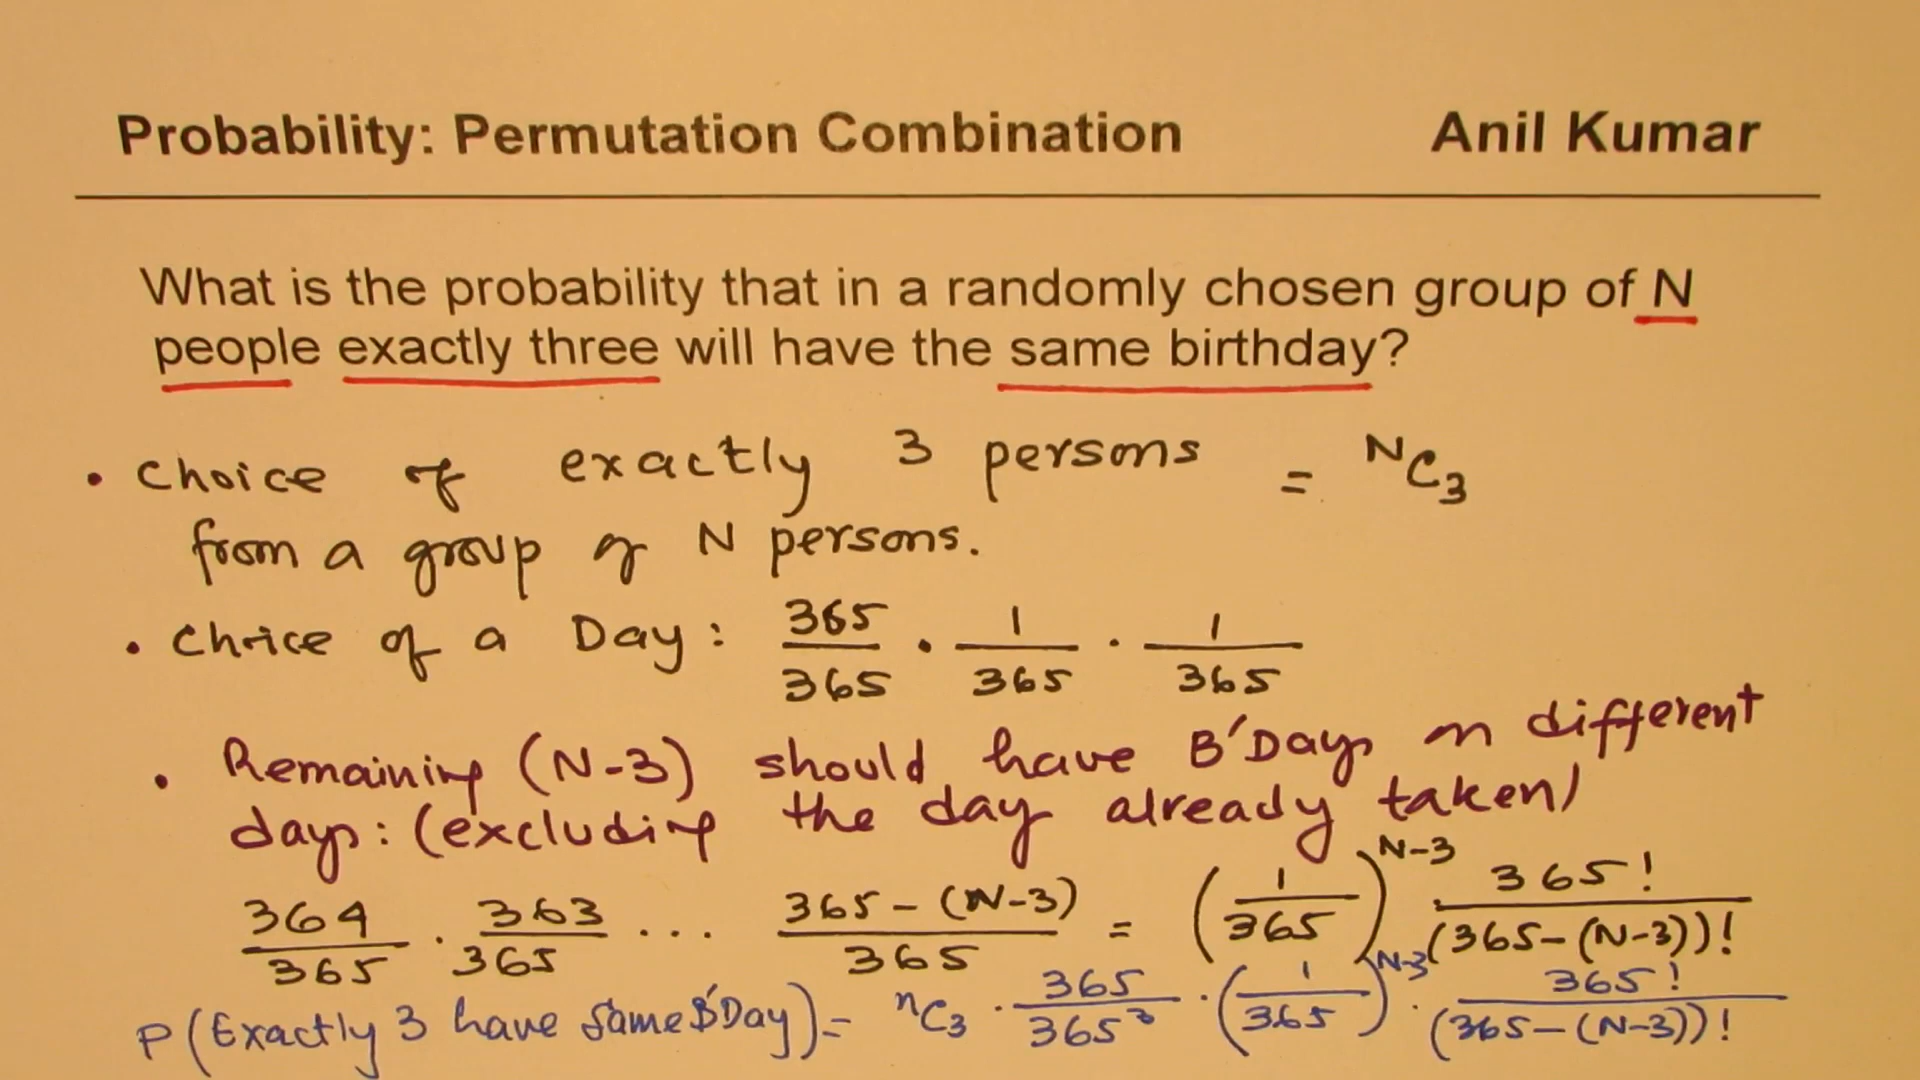 Probability: Permutation Combination Anil Kumar
What is the probability that in a randomly chosen group of N
people exactly three will have the same birthday?
• Choice of exactly 3 persons = ᴺC₃
from a group of N persons.
• Choice of a Day: 365/365 · 1/365 · 1/365
• Remaining (N-3) should have B'Days on different
days: (excluding the day already taken)
364/365 · 363/365 ... 365-(N-3)/365 = (1/365)^(N-3) 365!/(365-(N-3))!
P(Exactly 3 have Same B'Day) = ⁿC₃ · 365/365³ · (1/365)^(N-3) · 365!/(365-(N-3))!